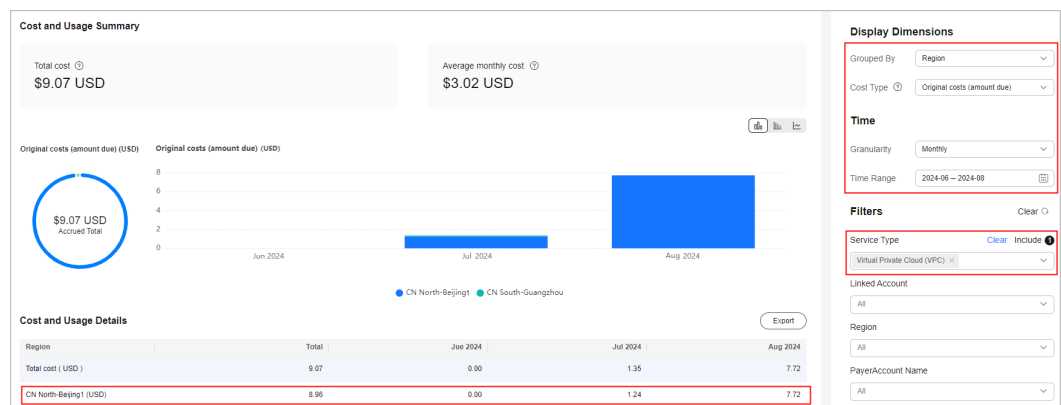 Cost and Usage Summary
Total cost
$9.07 USD
Average monthly cost
$3.02 USD
Original costs (amount due) (USD)
Original costs (amount due) (USD)
8
6
4
2
0
$9.07 USD
Accrued Total
Jun 2024
Jul 2024
Aug 2024
CN North-Beijing1
CN South-Guangzhou
Cost and Usage Details
Export
Region Total Jue 2024 Jul 2024 Aug 2024
Total cost ( USD ) 9.07 0.00 1.35 7.72
CN North-Beijing1 (USD) 8.96 0.00 1.24 7.72
Display Dimensions
Grouped By Region
Cost Type Original costs (amount due)
Time
Granularity Monthly
Time Range 2024-06 -- 2024-08
Filters Clear
Service Type Clear Include 1
Virtual Private Cloud (VPC) ×
Linked Account
All
Region
All
PayerAccount Name
All